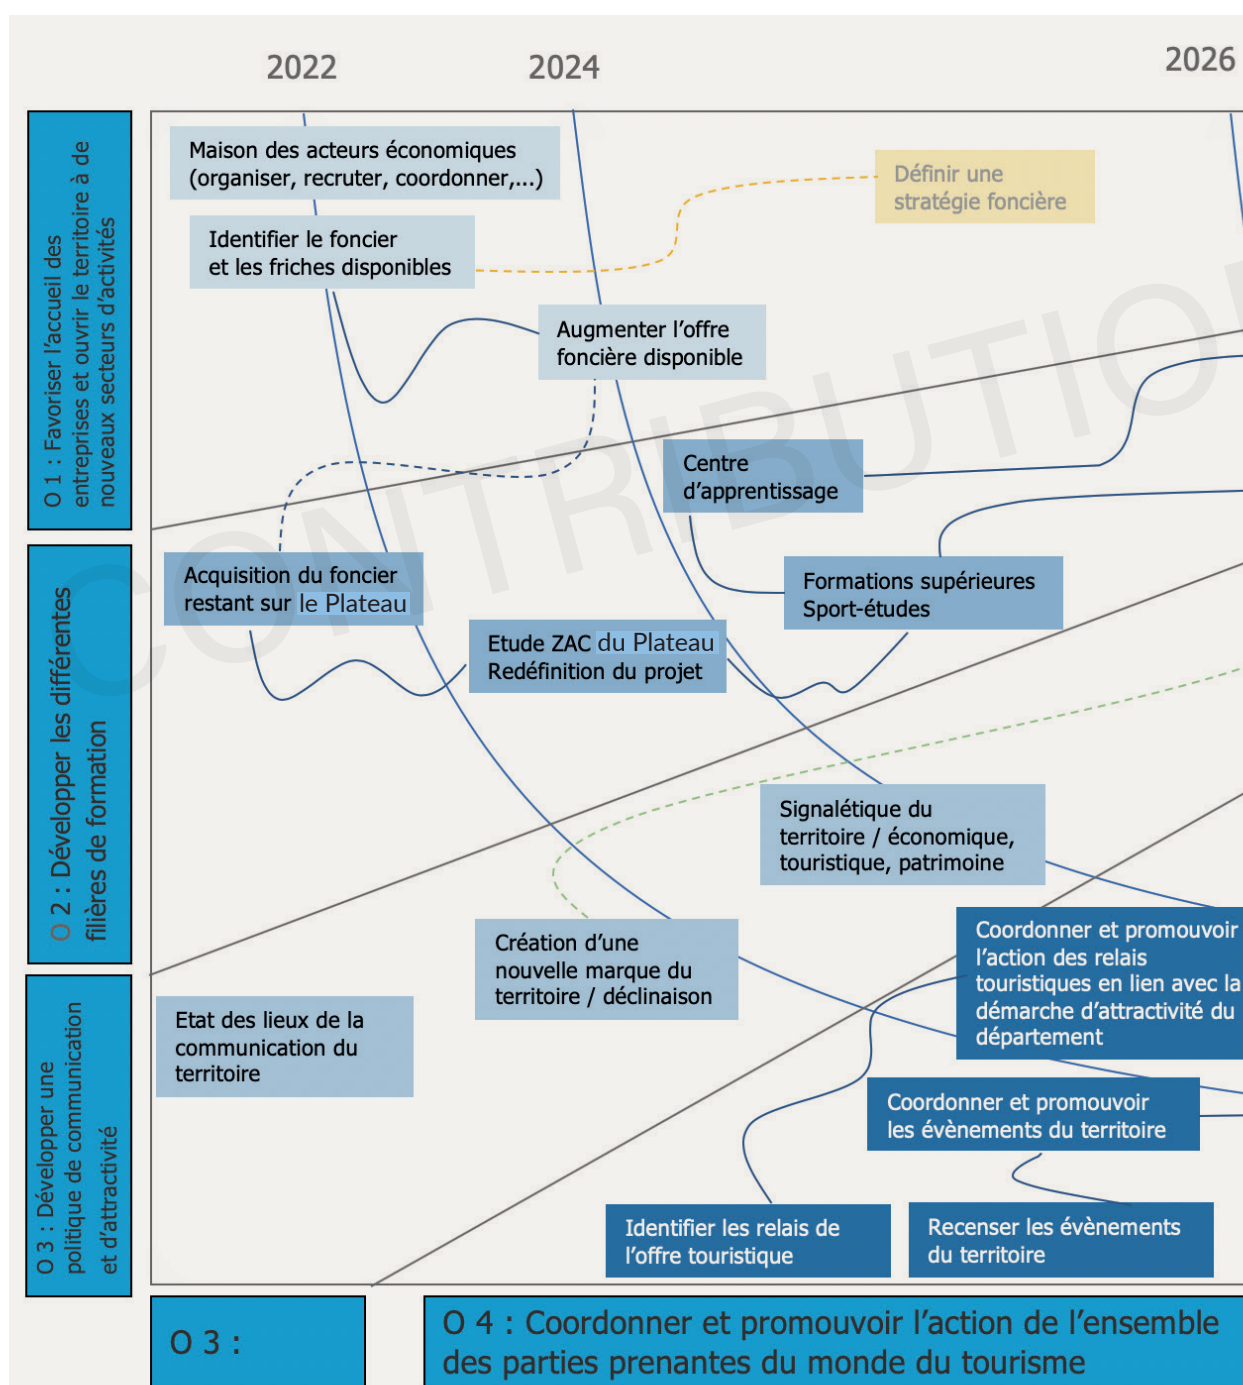 2022
2024
2026
O 1 : Favoriser l’accueil des
entreprises et ouvrir le territoire à de
nouveaux secteurs d’activités
Maison des acteurs économiques
(organiser, recruter, coordonner,...)
Définir une
stratégie foncière
Identifier le foncier
et les friches disponibles
Augmenter l’offre
foncière disponible
CONTRIBUTION
O 2 : Développer les différentes
filières de formation
Centre
d’apprentissage
Acquisition du foncier
restant sur le Plateau
Formations supérieures
Sport-études
Etude ZAC du Plateau
Redéfinition du projet
Signalétique du
territoire / économique,
touristique, patrimoine
O 3 : Développer une
politique de communication
et d’attractivité
Création d’une
nouvelle marque du
territoire / déclinaison
Coordonner et promouvoir
l’action des relais
touristiques en lien avec la
démarche d’attractivité du
département
Etat des lieux de la
communication du
territoire
Coordonner et promouvoir
les évènements du territoire
Identifier les relais de
l’offre touristique
Recenser les évènements
du territoire
O 3 :
O 4 : Coordonner et promouvoir l’action de l’ensemble
des parties prenantes du monde du tourisme